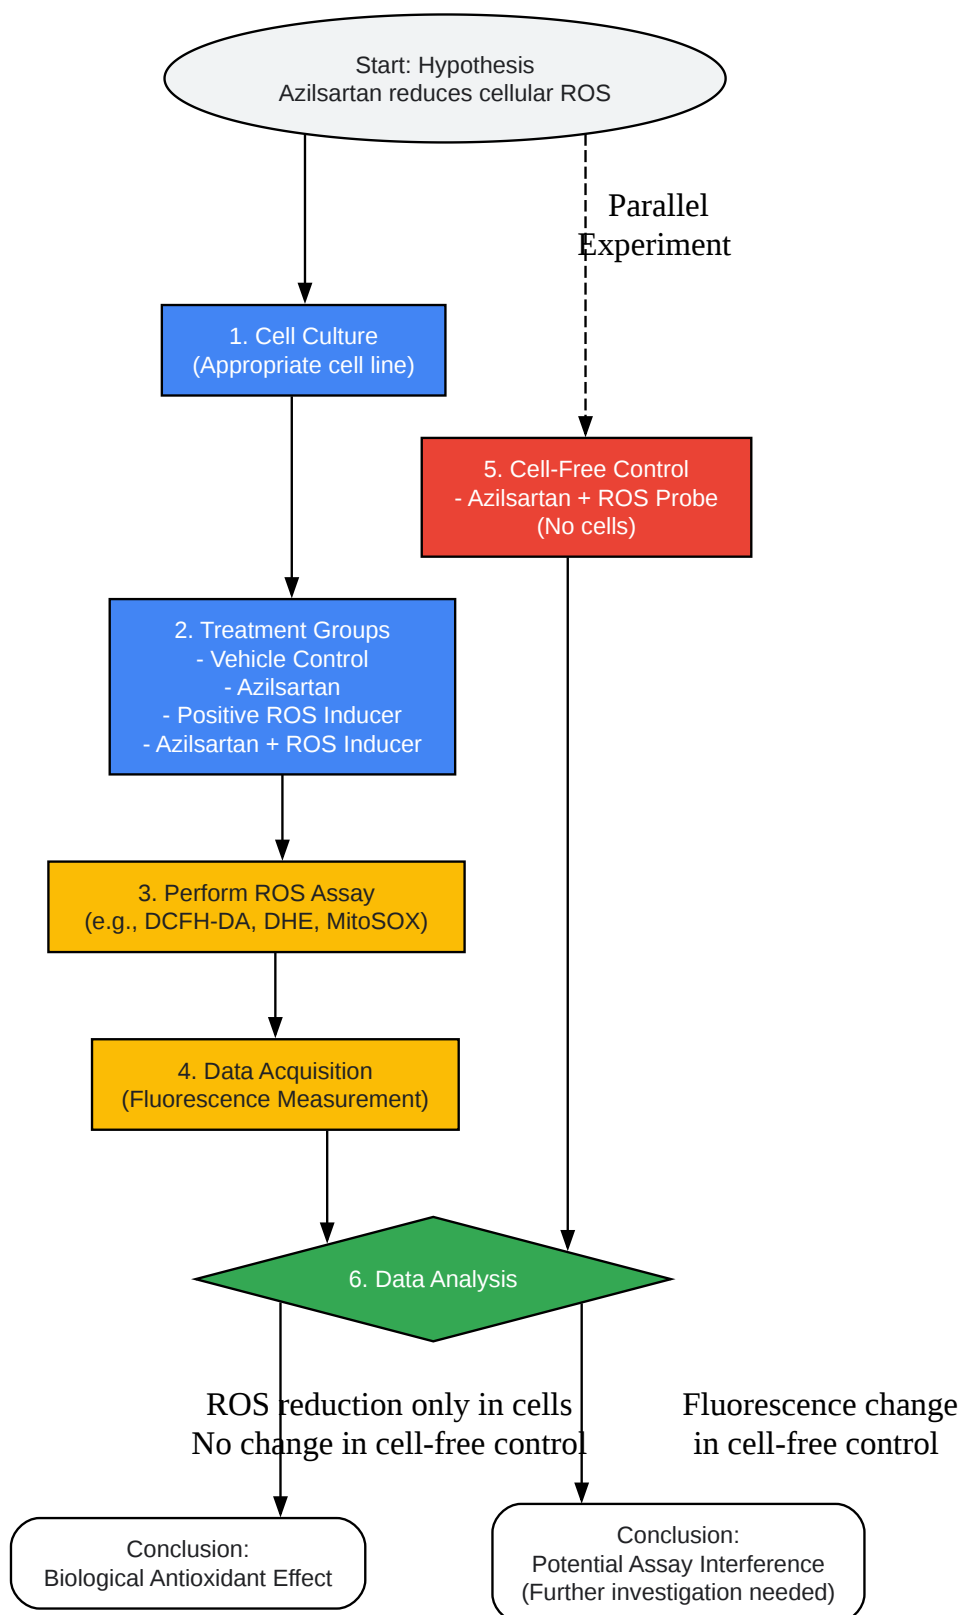 Start: Hypothesis
Azilsartan reduces cellular ROS
Parallel
Experiment
1. Cell Culture
(Appropriate cell line)
5. Cell-Free Control
- Azilsartan + ROS Probe
(No cells)
2. Treatment Groups
- Vehicle Control
- Azilsartan
- Positive ROS Inducer
- Azilsartan + ROS Inducer
3. Perform ROS Assay
(e.g., DCFH-DA, DHE, MitoSOX)
4. Data Acquisition
(Fluorescence Measurement)
6. Data Analysis
ROS reduction only in cells
No change in cell-free control
Fluorescence change
in cell-free control
Conclusion:
Biological Antioxidant Effect
Conclusion:
Potential Assay Interference
(Further investigation needed)